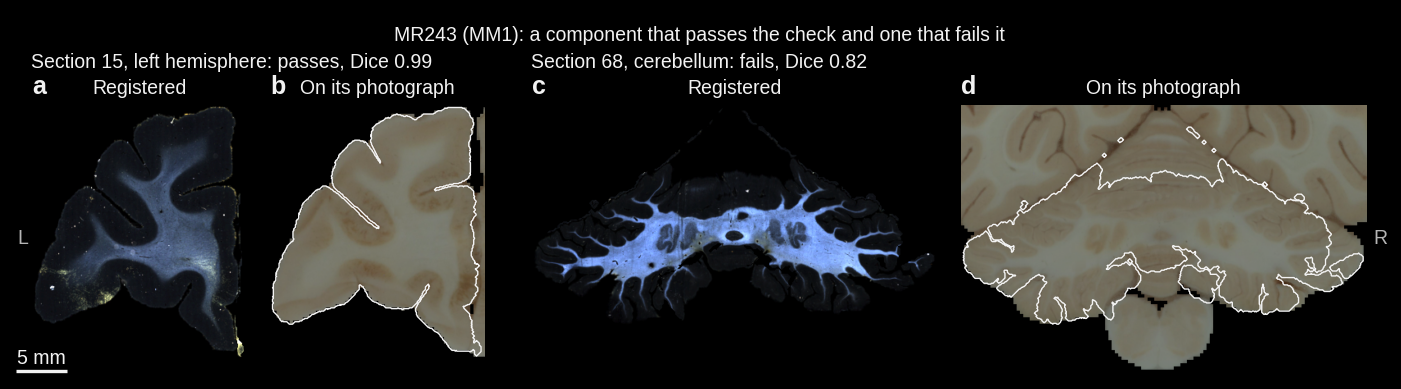 MR243 (MM1): a component that passes the check and one that fails it
Section 15, left hemisphere: passes, Dice 0.99
Section 68, cerebellum: fails, Dice 0.82
a Registered
b On its photograph
c Registered
d On its photograph
L
R
5 mm